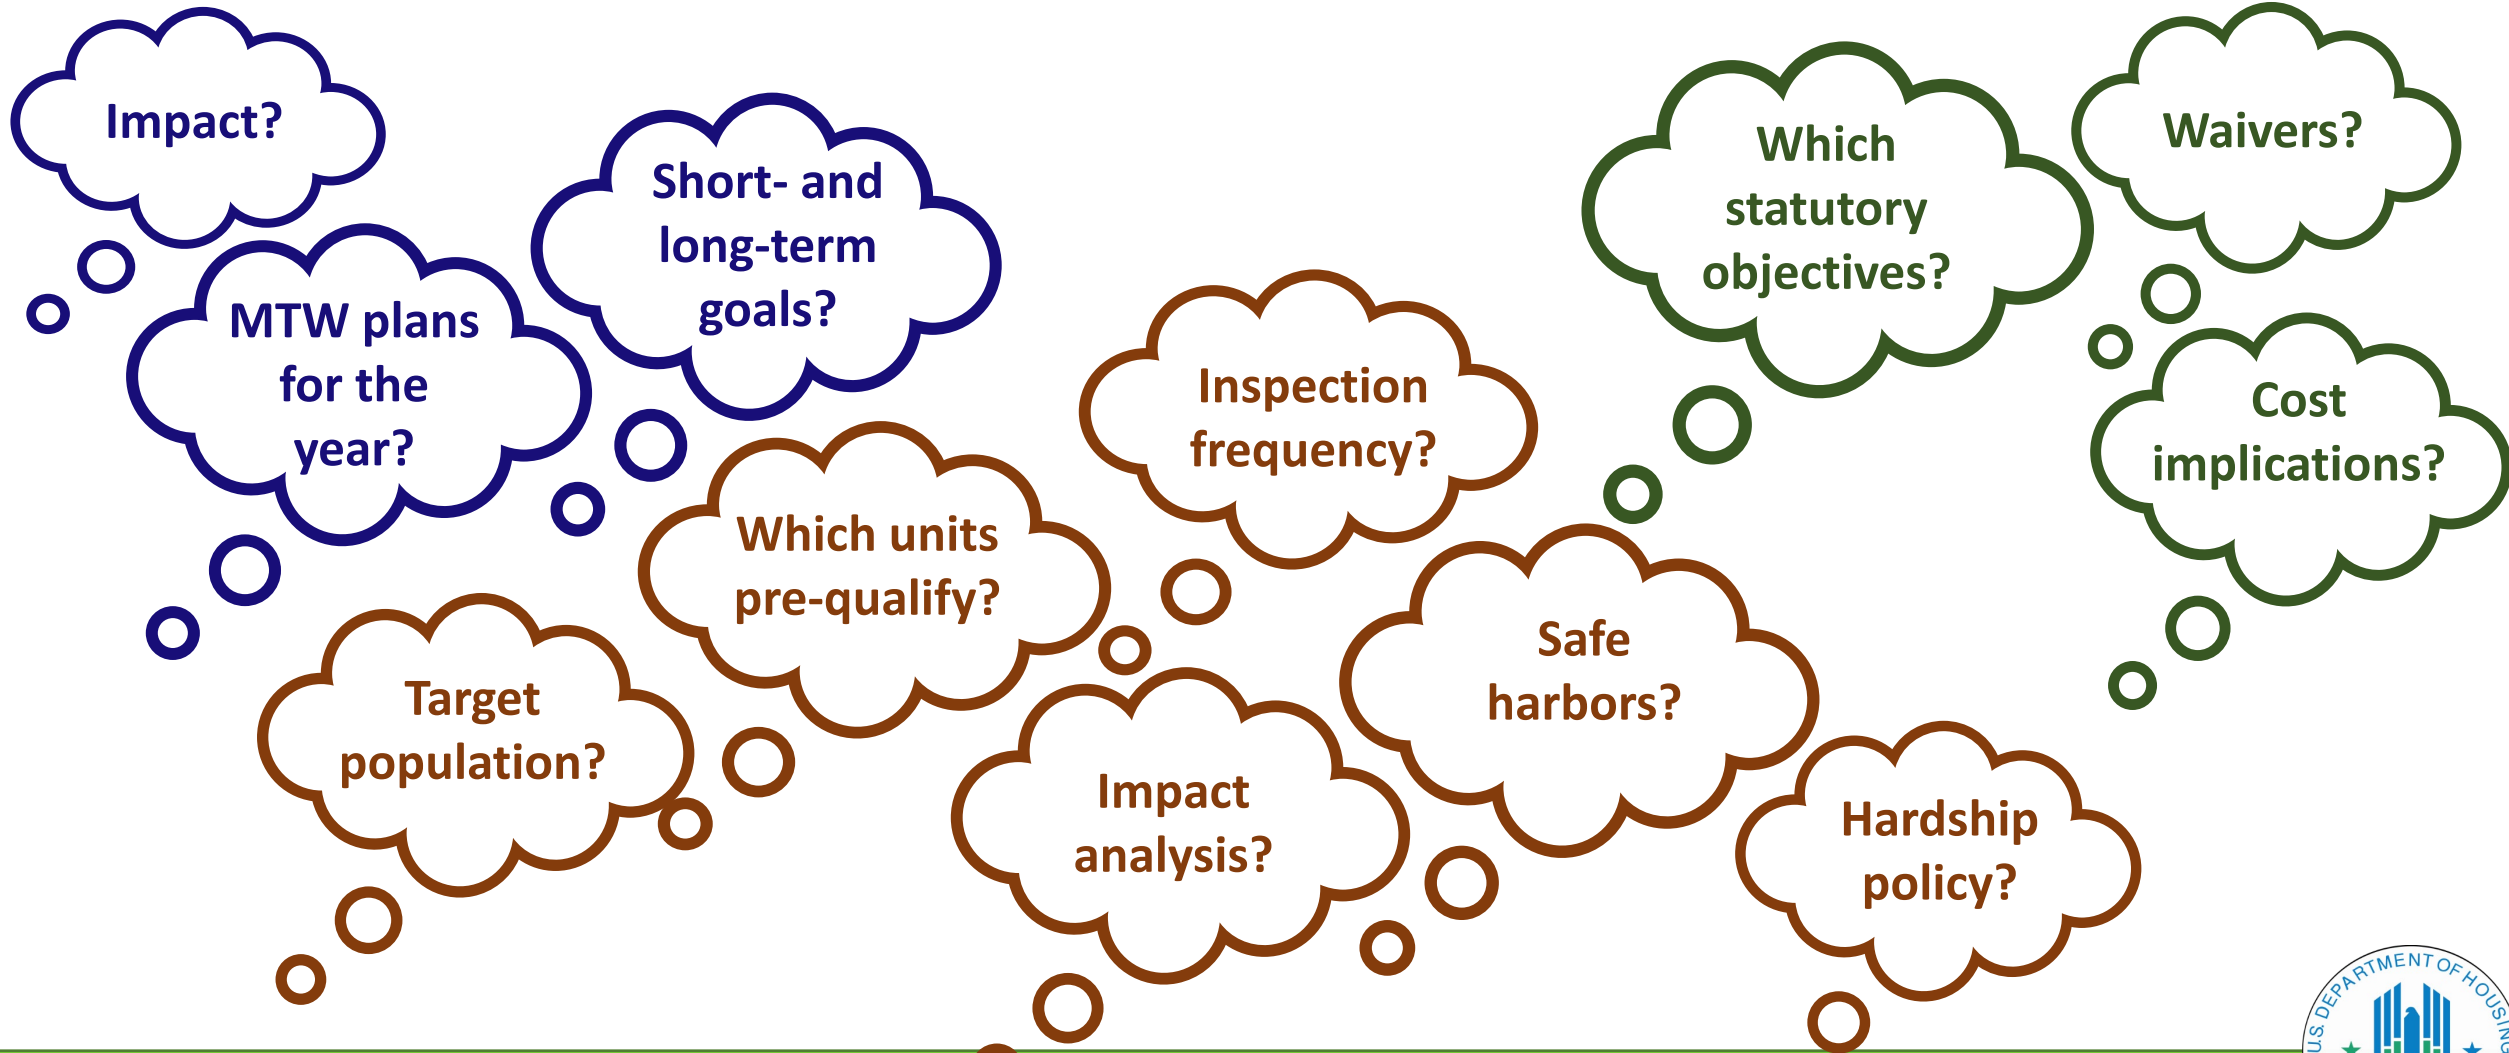 Impact?
MTW plans
for the
year?
Short- and
long-term
goals?
Target
population?
Which units
pre-qualify?
Inspection
frequency?
Impact
analysis?
Safe
harbors?
Hardship
policy?
Which
statutory
objectives?
Waivers?
Cost
implications?
U.S. DEPARTMENT OF HOUSING